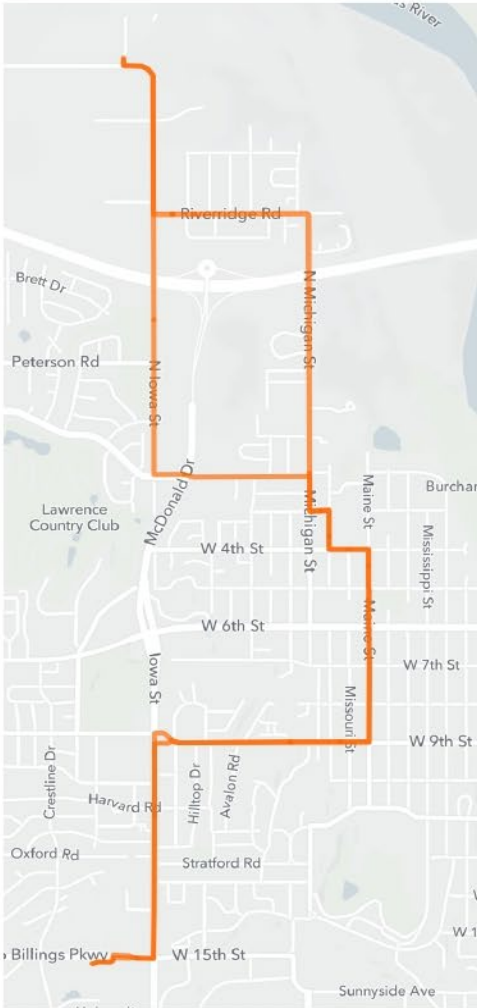 s River
Riverridge Rd
Brett Dr
N Michigan St
Peterson Rd
N Iowa St
McDonald Dr
Lawrence
Country Club
Michigan St
Maine St
Burchar
W 4th St
Mississippi St
W 6th St
Maine St
Iowa St
W 7th St
Missouri St
W 9th St
Crestline Dr
Hilltop Dr
Avalon Rd
Harvard Rd
Oxford Rd
Stratford Rd
Billings Pkwy
W 15th St
W 1
Sunnyside Ave